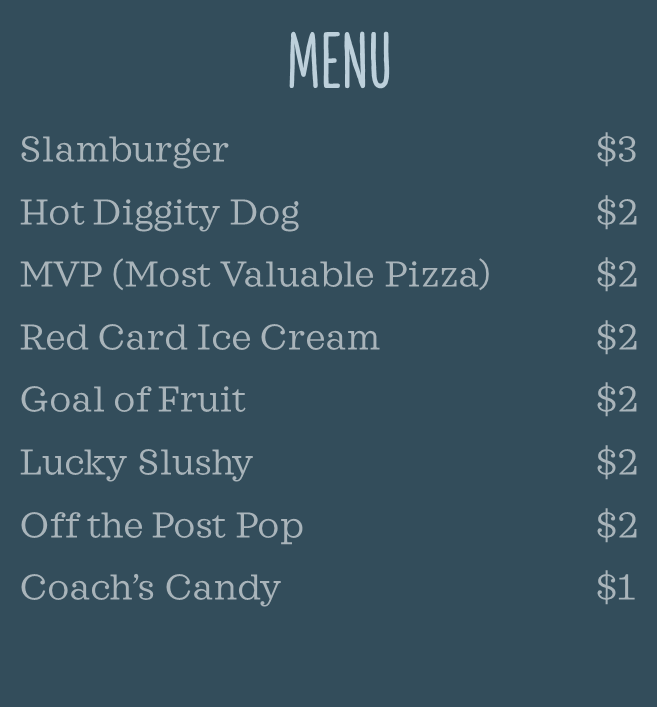 MENU
Slamburger $3
Hot Diggity Dog $2
MVP (Most Valuable Pizza) $2
Red Card Ice Cream $2
Goal of Fruit $2
Lucky Slushy $2
Off the Post Pop $2
Coach’s Candy $1